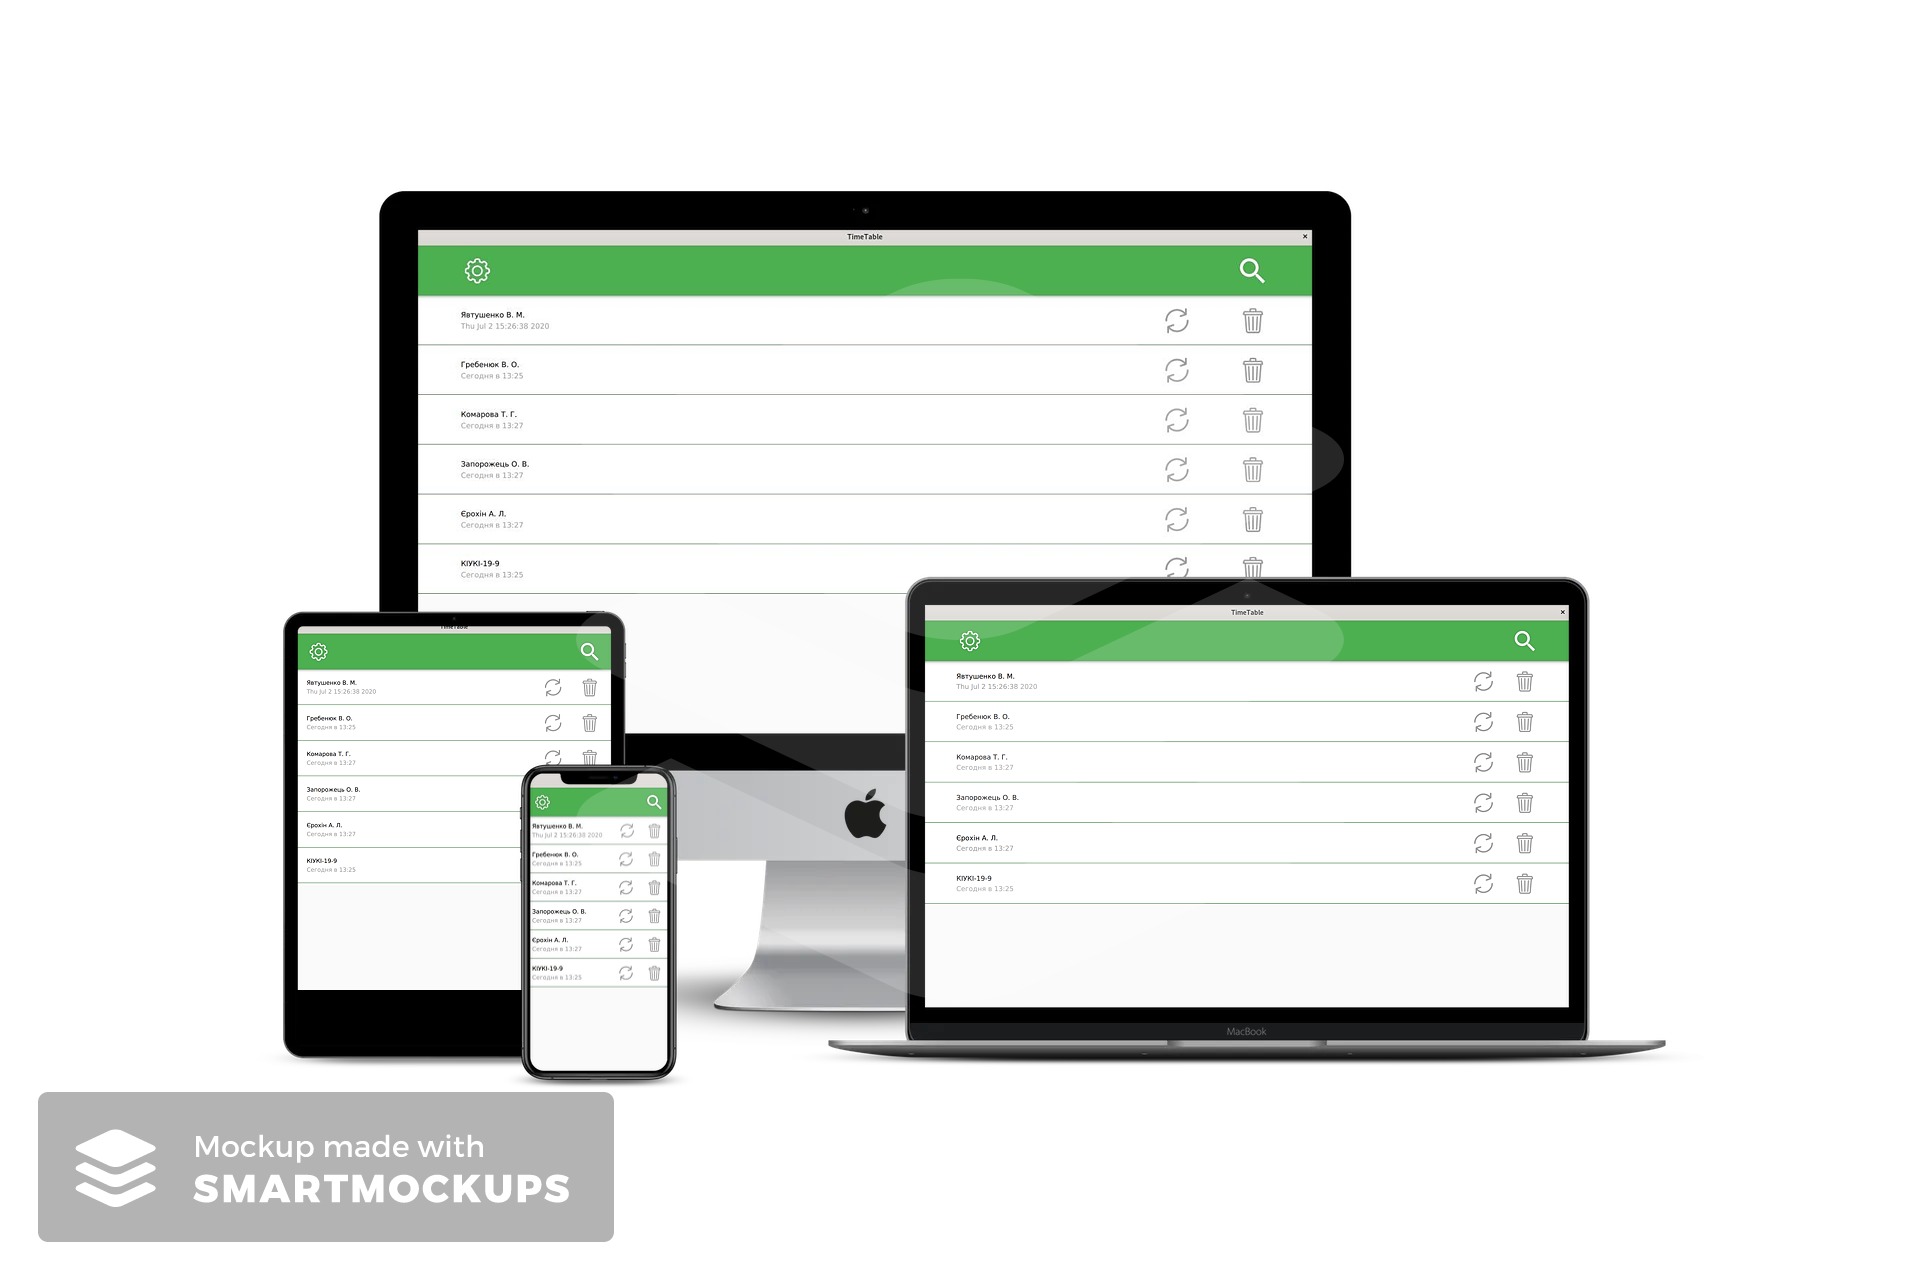 TimeTable
Явтушенко В. М.
Thu Jul 2 15:26:38 2020
Гребенюк В. О.
Сегодня в 13:25
Комарова Т. Г.
Сегодня в 13:27
Запорожець О. В.
Сегодня в 13:27
Єрохін А. Л.
Сегодня в 13:27
КІУКІ-19-9
Сегодня в 13:25
TimeTable
Явтушенко В. М.
Thu Jul 2 15:26:38 2020
Гребенюк В. О.
Сегодня в 13:25
Комарова Т. Г.
Сегодня в 13:27
Запорожець О. В.
Сегодня в 13:27
Єрохін А. Л.
Сегодня в 13:27
КІУКІ-19-9
Сегодня в 13:25
Явтушенко В. М.
Thu Jul 2 15:26:38 2020
Гребенюк В. О.
Сегодня в 13:25
Комарова Т. Г.
Сегодня в 13:27
Запорожець О. В.
Сегодня в 13:27
Єрохін А. Л.
Сегодня в 13:27
КІУКІ-19-9
Сегодня в 13:25
TimeTable
Явтушенко В. М.
Thu Jul 2 15:26:38 2020
Гребенюк В. О.
Сегодня в 13:25
Комарова Т. Г.
Сегодня в 13:27
Запорожець О. В.
Сегодня в 13:27
Єрохін А. Л.
Сегодня в 13:27
КІУКІ-19-9
Сегодня в 13:25
MacBook
Mockup made with
SMARTMOCKUPS